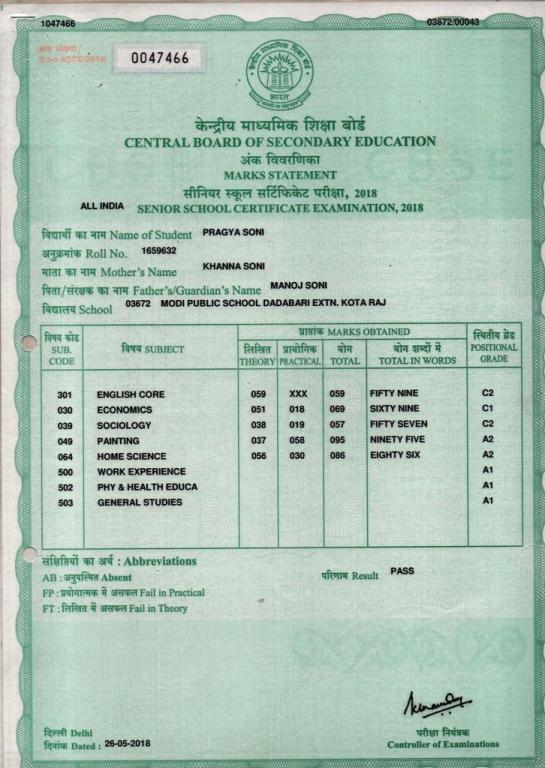 1047466 03672/00043
क्रम संख्या/
S.No.SSCE/2018/ 0047466
भारत
केन्द्रीय माध्यमिक शिक्षा बोर्ड
CENTRAL BOARD OF SECONDARY EDUCATION
अंक विवरणिका
MARKS STATEMENT
सीनियर स्कूल सर्टिफिकेट परीक्षा, 2018
ALL INDIA SENIOR SCHOOL CERTIFICATE EXAMINATION, 2018
विद्यार्थी का नाम Name of Student PRAGYA SONI
अनुक्रमांक Roll No. 1659632
माता का नाम Mother's Name KHANNA SONI
पिता/संरक्षक का नाम Father's/Guardian's Name MANOJ SONI
विद्यालय School 03672 MODI PUBLIC SCHOOL DADABARI EXTN. KOTA RAJ
विषय कोड SUB. CODE
विषय SUBJECT
प्राप्तांक MARKS OBTAINED
लिखित THEORY
प्रायोगिक PRACTICAL
योग TOTAL
योग शब्दों में TOTAL IN WORDS
स्थितीय ग्रेड POSITIONAL GRADE
301 ENGLISH CORE 059 XXX 059 FIFTY NINE C2
030 ECONOMICS 051 018 069 SIXTY NINE C1
039 SOCIOLOGY 038 019 057 FIFTY SEVEN C2
049 PAINTING 037 058 095 NINETY FIVE A2
064 HOME SCIENCE 056 030 086 EIGHTY SIX A2
500 WORK EXPERIENCE A1
502 PHY & HEALTH EDUCA A1
503 GENERAL STUDIES A1
संक्षिप्तियों का अर्थ : Abbreviations
AB : अनुपस्थित Absent
परिणाम Result PASS
FP : प्रयोगात्मक में असफल Fail in Practical
FT : लिखित में असफल Fail in Theory
दिल्ली Delhi
परीक्षा नियंत्रक
दिनांक Dated : 26-05-2018
Controller of Examinations